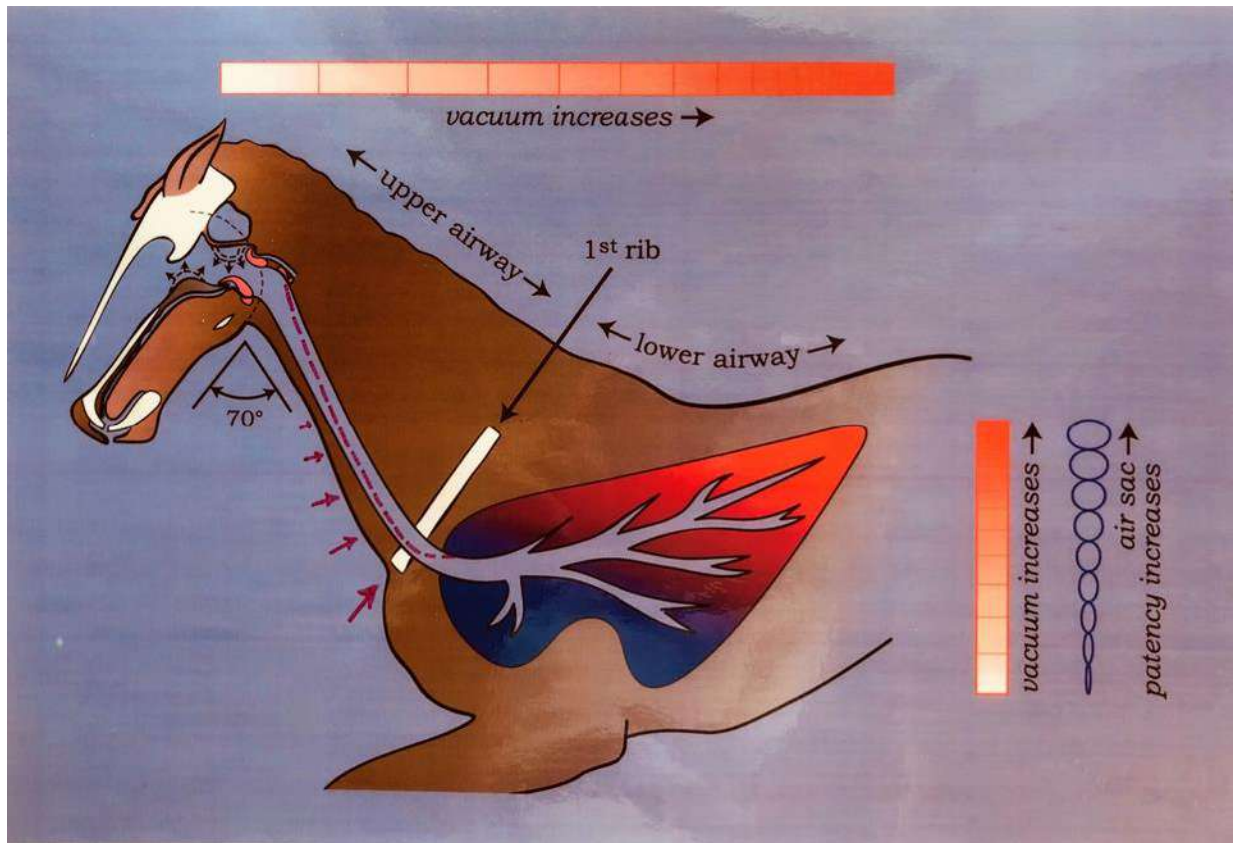 vacuum increases →
← upper airway →
1st rib
← lower airway →
70°
vacuum increases →
air sac →
patency increases